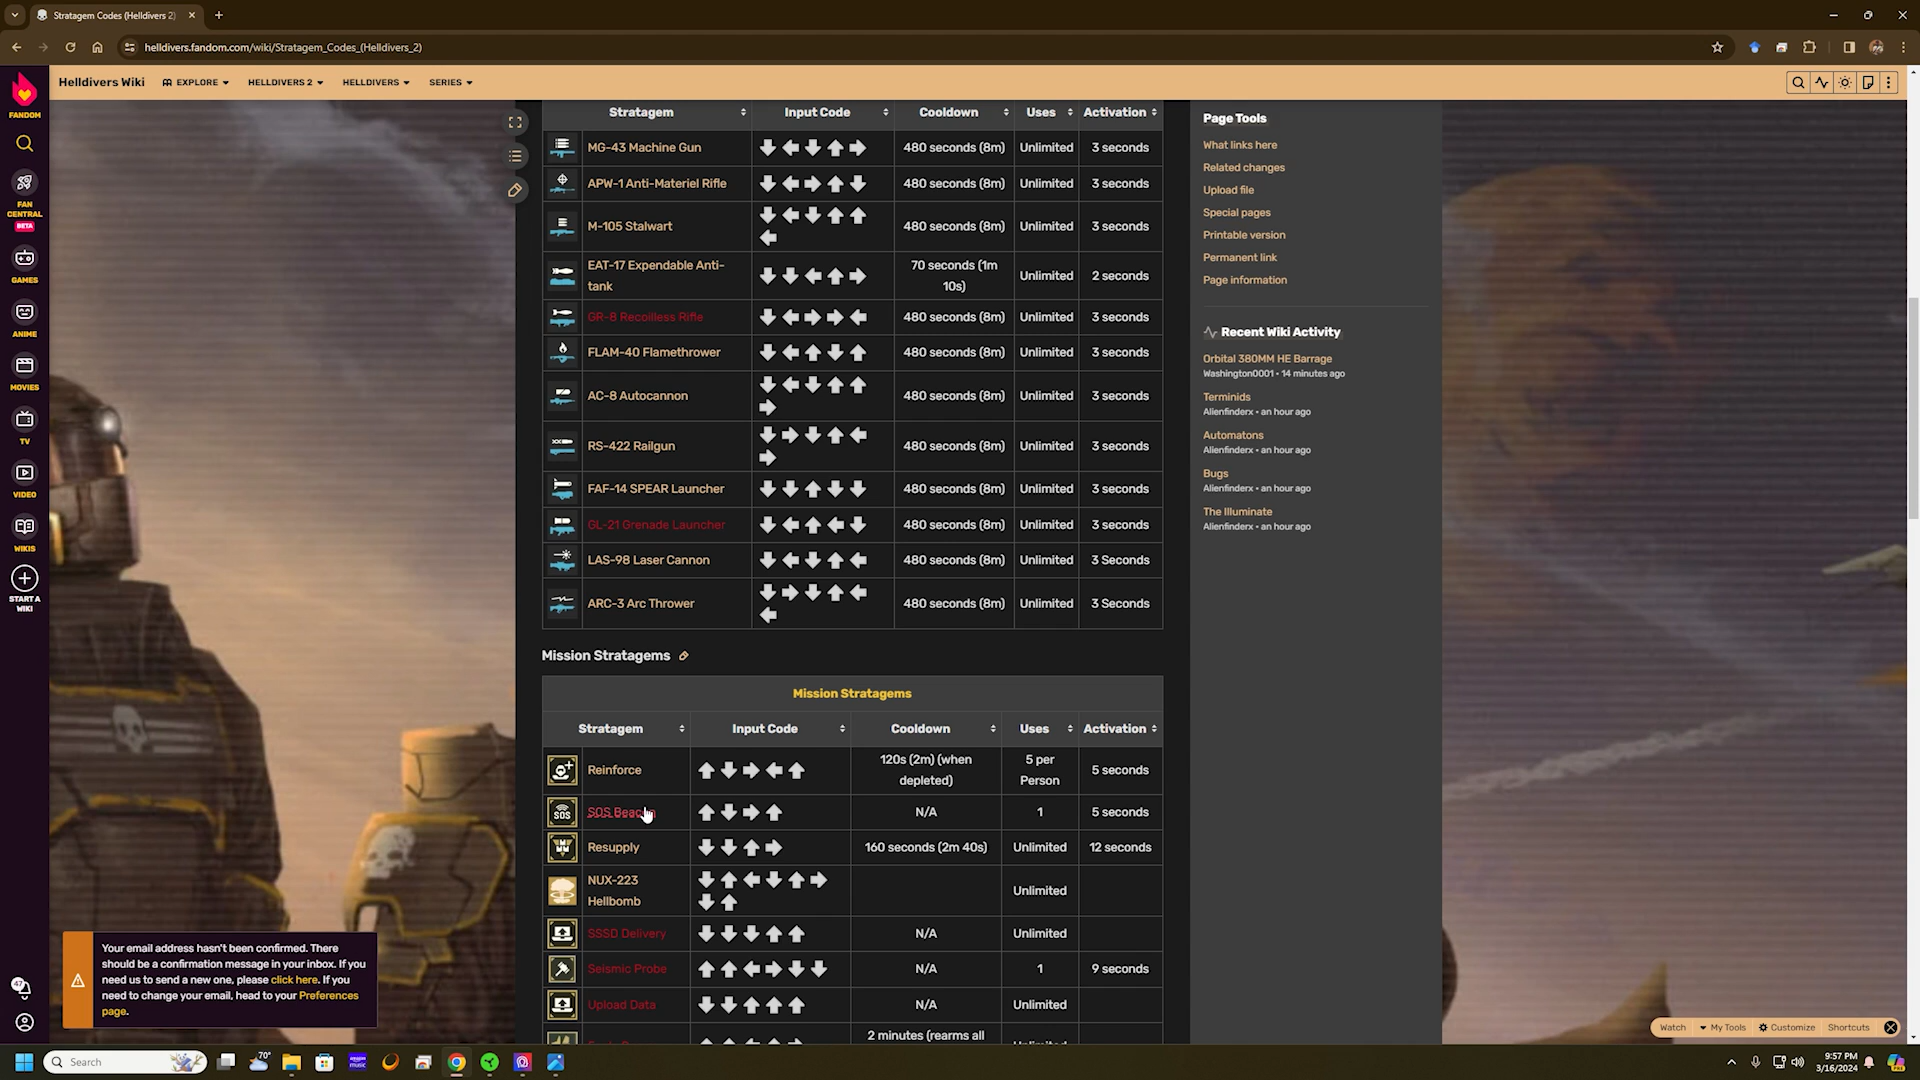 Stratagem Codes (Helldivers 2)
helldivers.fandom.com/wiki/Stratagem_Codes_(Helldivers_2)
Helldivers Wiki
EXPLORE
HELLDIVERS 2
HELLDIVERS
SERIES
FANDOM
FAN CENTRAL
BETA
GAMES
ANIME
MOVIES
TV
VIDEO
WIKIS
START A WIKI
47
Stratagem Input Code Cooldown Uses Activation
MG-43 Machine Gun 480 seconds (8m) Unlimited 3 seconds
APW-1 Anti-Materiel Rifle 480 seconds (8m) Unlimited 3 seconds
M-105 Stalwart 480 seconds (8m) Unlimited 3 seconds
EAT-17 Expendable Anti-tank 70 seconds (1m 10s) Unlimited 2 seconds
GR-8 Recoilless Rifle 480 seconds (8m) Unlimited 3 seconds
FLAM-40 Flamethrower 480 seconds (8m) Unlimited 3 seconds
AC-8 Autocannon 480 seconds (8m) Unlimited 3 seconds
RS-422 Railgun 480 seconds (8m) Unlimited 3 seconds
FAF-14 SPEAR Launcher 480 seconds (8m) Unlimited 3 seconds
GL-21 Grenade Launcher 480 seconds (8m) Unlimited 3 seconds
LAS-98 Laser Cannon 480 seconds (8m) Unlimited 3 Seconds
ARC-3 Arc Thrower 480 seconds (8m) Unlimited 3 Seconds
Mission Stratagems
Mission Stratagems
Stratagem Input Code Cooldown Uses Activation
Reinforce 120s (2m) (when depleted) 5 per Person 5 seconds
SOS SOS Beacon N/A 1 5 seconds
Resupply 160 seconds (2m 40s) Unlimited 12 seconds
NUX-223 Hellbomb Unlimited
SSSD Delivery N/A Unlimited
Seismic Probe N/A 1 9 seconds
Upload Data N/A Unlimited
2 minutes (rearms all
Page Tools
What links here
Related changes
Upload file
Special pages
Printable version
Permanent link
Page information
Recent Wiki Activity
Orbital 380MM HE Barrage
Washington0001 • 14 minutes ago
Terminids
Alienfinderx • an hour ago
Automatons
Alienfinderx • an hour ago
Bugs
Alienfinderx • an hour ago
The Illuminate
Alienfinderx • an hour ago
Your email address hasn't been confirmed. There
should be a confirmation message in your inbox. If you
need us to send a new one, please click here. If you
need to change your email, head to your Preferences
page.
Watch My Tools Customize Shortcuts
Search
70°
amazon music
9:57 PM
3/16/2024
PRE